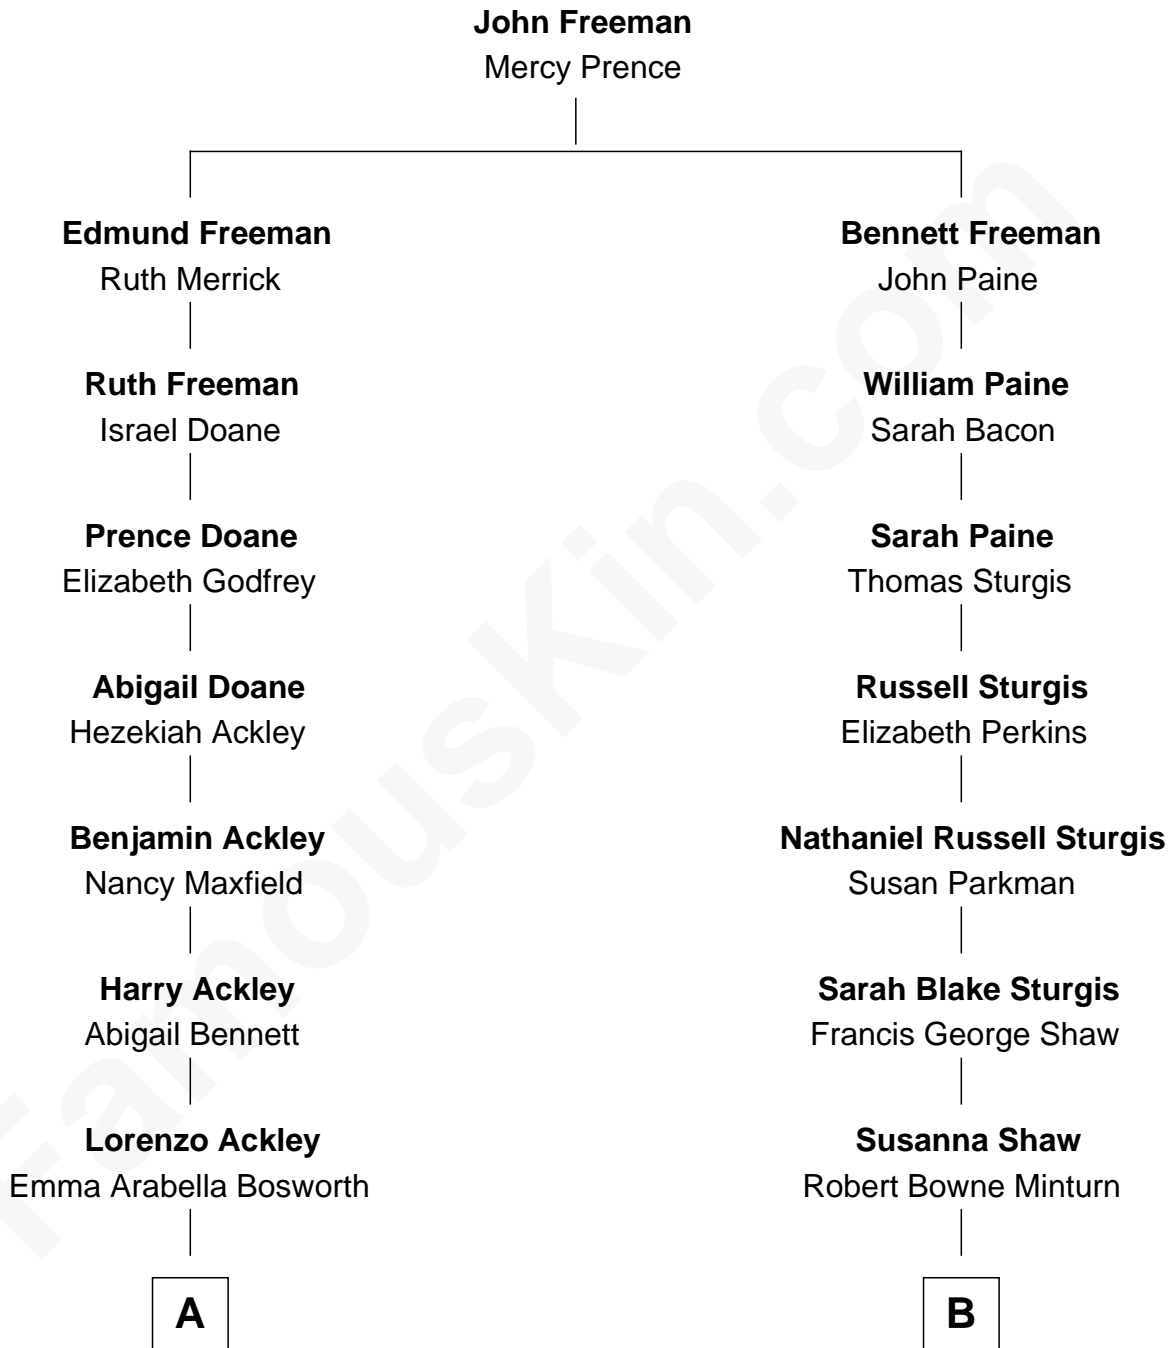 John Freeman
Mercy Prence
Edmund Freeman
Ruth Merrick
Bennett Freeman
John Paine
Ruth Freeman
Israel Doane
William Paine
Sarah Bacon
Prence Doane
Elizabeth Godfrey
Sarah Paine
Thomas Sturgis
Abigail Doane
Hezekiah Ackley
Russell Sturgis
Elizabeth Perkins
Benjamin Ackley
Nancy Maxfield
Nathaniel Russell Sturgis
Susan Parkman
Harry Ackley
Abigail Bennett
Sarah Blake Sturgis
Francis George Shaw
Lorenzo Ackley
Emma Arabella Bosworth
Susanna Shaw
Robert Bowne Minturn
A
B
FamousKin.com